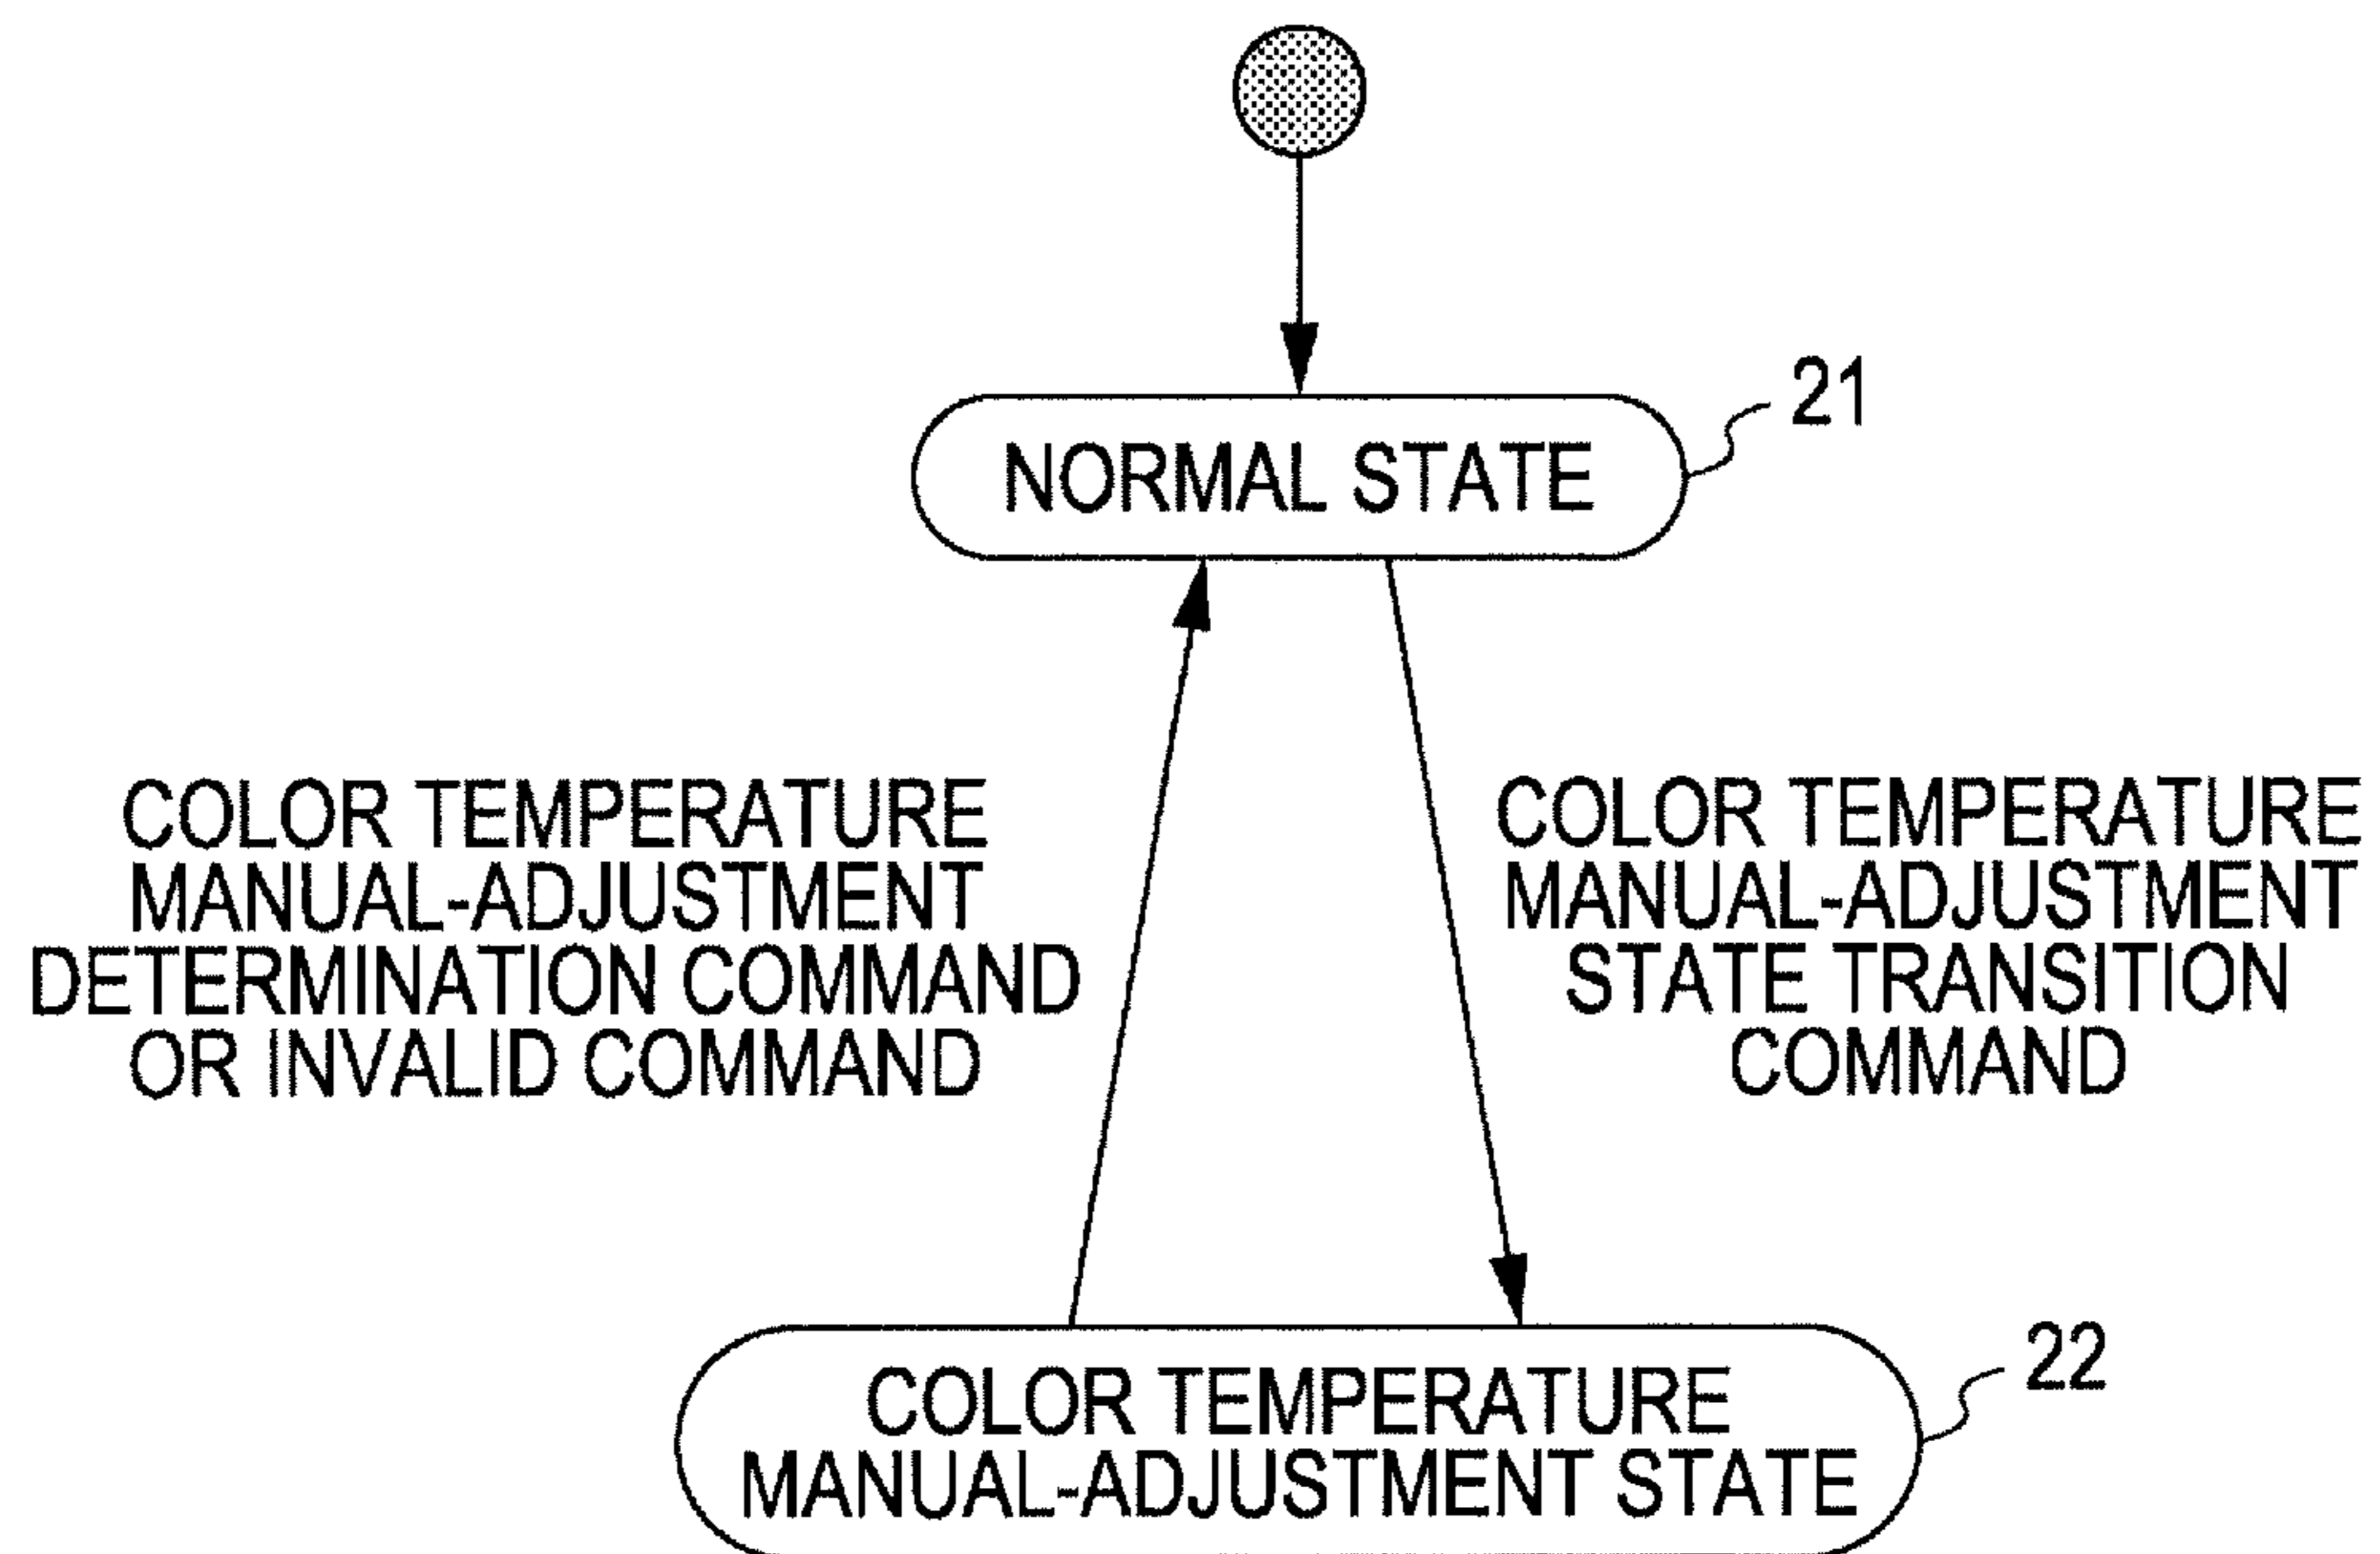 21
NORMAL STATE
COLOR TEMPERATURE
MANUAL-ADJUSTMENT
DETERMINATION COMMAND
OR INVALID COMMAND
COLOR TEMPERATURE
MANUAL-ADJUSTMENT
STATE TRANSITION
COMMAND
22
COLOR TEMPERATURE
MANUAL-ADJUSTMENT STATE